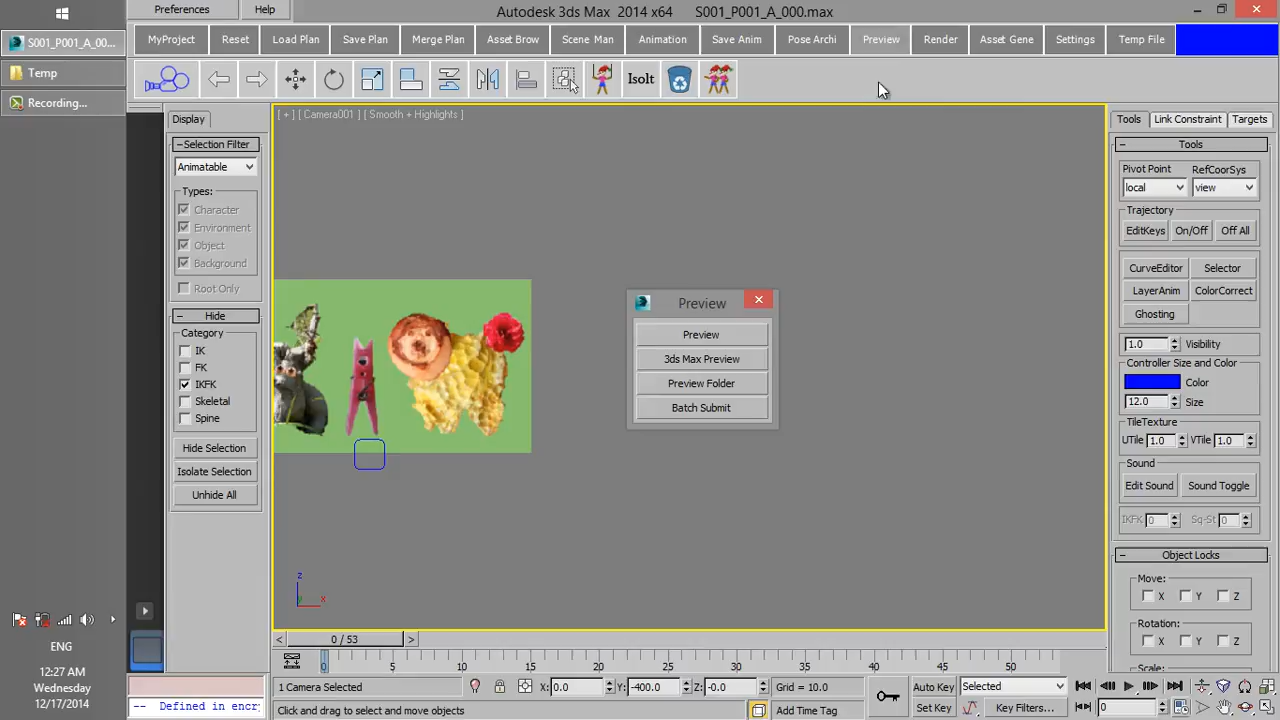 Preferences Help Autodesk 3ds Max 2014 x64 S001_P001_A_000.max
S001_P001_A_00...
MyProject Reset Load Plan Save Plan Merge Plan Asset Brow Scene Man Animation Save Anim Pose Archi Preview Render Asset Gene Settings Temp File
Temp
Recording...
Isolt
Display
[ + ] [ Camera001 ] [ Smooth + Highlights ]
Tools Link Constraint Targets
Selection Filter
Animatable
Types:
Character
Environment
Object
Background
Root Only
Hide
Category
IK
FK
IKFK
Skeletal
Spine
Hide Selection
Isolate Selection
Unhide All
Preview
Preview
3ds Max Preview
Preview Folder
Batch Submit
z
x
Tools
Pivot Point RefCoorSys
local view
Trajectory
EditKeys On/Off Off All
CurveEditor Selector
LayerAnim ColorCorrect
Ghosting
1.0 Visibility
Controller Size and Color
Color
12.0 Size
TileTexture
UTile 1.0 VTile 1.0
Sound
Edit Sound Sound Toggle
IKFK 0 Sq-St 0
Object Locks
Move:
X Y Z
Rotation:
X Y Z
Scale:
< 0 / 53 >
0 5 10 15 20 25 30 35 40 45 50
ENG
12:27 AM
Wednesday
12/17/2014
1 Camera Selected X: 0.0 Y: -400.0 Z: -0.0 Grid = 10.0 Auto Key Selected
-- Defined in encry
Click and drag to select and move objects Add Time Tag Set Key Key Filters... 0